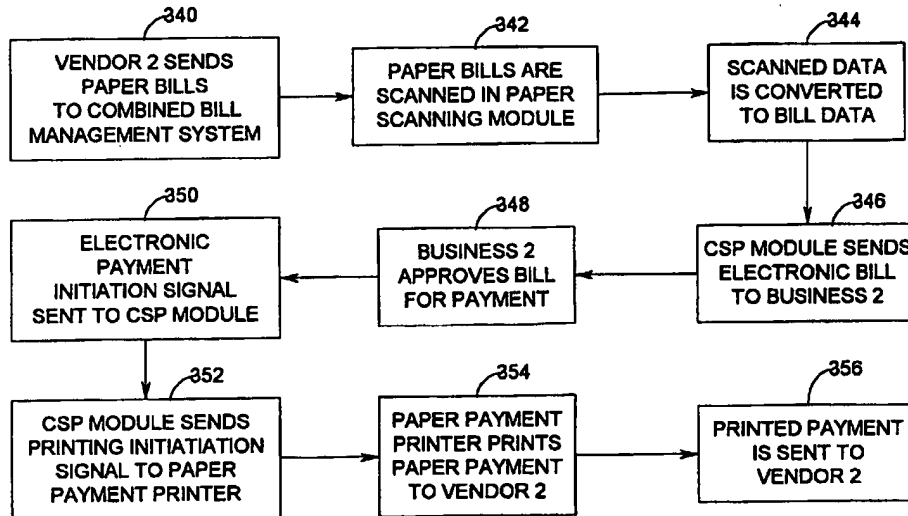 340
VENDOR 2 SENDS
PAPER BILLS
TO COMBINED BILL
MANAGEMENT SYSTEM
342
PAPER BILLS ARE
SCANNED IN PAPER
SCANNING MODULE
344
SCANNED DATA
IS CONVERTED
TO BILL DATA
346
CSP MODULE SENDS
ELECTRONIC BILL
TO BUSINESS 2
348
BUSINESS 2
APPROVES BILL
FOR PAYMENT
350
ELECTRONIC
PAYMENT
INITIATION SIGNAL
SENT TO CSP MODULE
352
CSP MODULE SENDS
PRINTING INITIATIATION
SIGNAL TO PAPER
PAYMENT PRINTER
354
PAPER PAYMENT
PRINTER PRINTS
PAPER PAYMENT
TO VENDOR 2
356
PRINTED PAYMENT
IS SENT TO
VENDOR 2